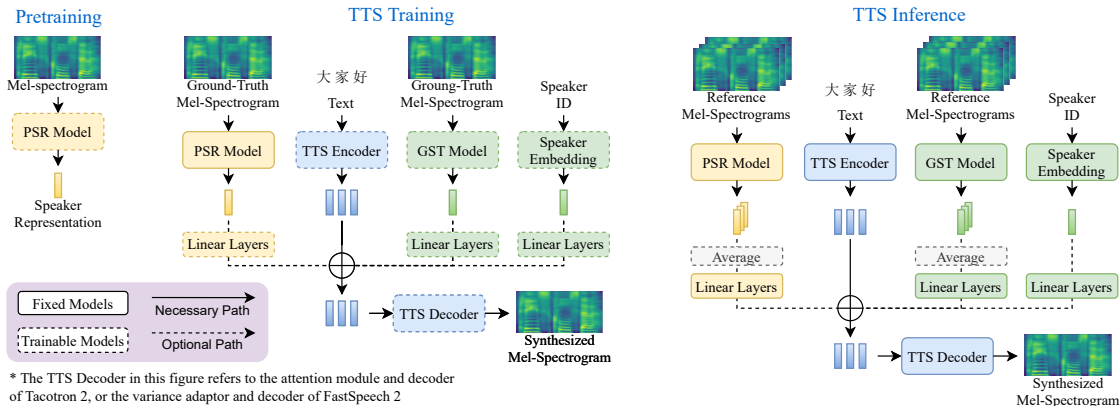 Pretraining
Mel-spectrogram
PSR Model
Speaker
Representation
TTS Training
Ground-Truth
Mel-Spectrogram
大 家 好
Text
Groung-Truth
Mel-Spectrogram
Speaker
ID
PSR Model
TTS Encoder
GST Model
Speaker
Embedding
Linear Layers
Linear Layers
Linear Layers
TTS Decoder
Synthesized
Mel-Spectrogram
Fixed Models
Necessary Path
Trainable Models
Optional Path
* The TTS Decoder in this figure refers to the attention module and decoder
of Tacotron 2, or the variance adaptor and decoder of FastSpeech 2
TTS Inference
Reference
Mel-Spectrograms
大 家 好
Text
Reference
Mel-Spectrograms
Speaker
ID
PSR Model
TTS Encoder
GST Model
Speaker
Embedding
Average
Average
Linear Layers
Linear Layers
Linear Layers
TTS Decoder
Synthesized
Mel-Spectrogram